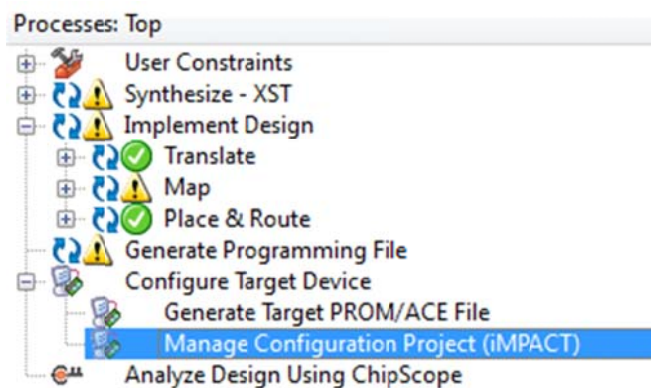 Processes: Top
User Constraints
Synthesize - XST
Implement Design
Translate
Map
Place & Route
Generate Programming File
Configure Target Device
Generate Target PROM/ACE File
Manage Configuration Project (iMPACT)
Analyze Design Using ChipScope